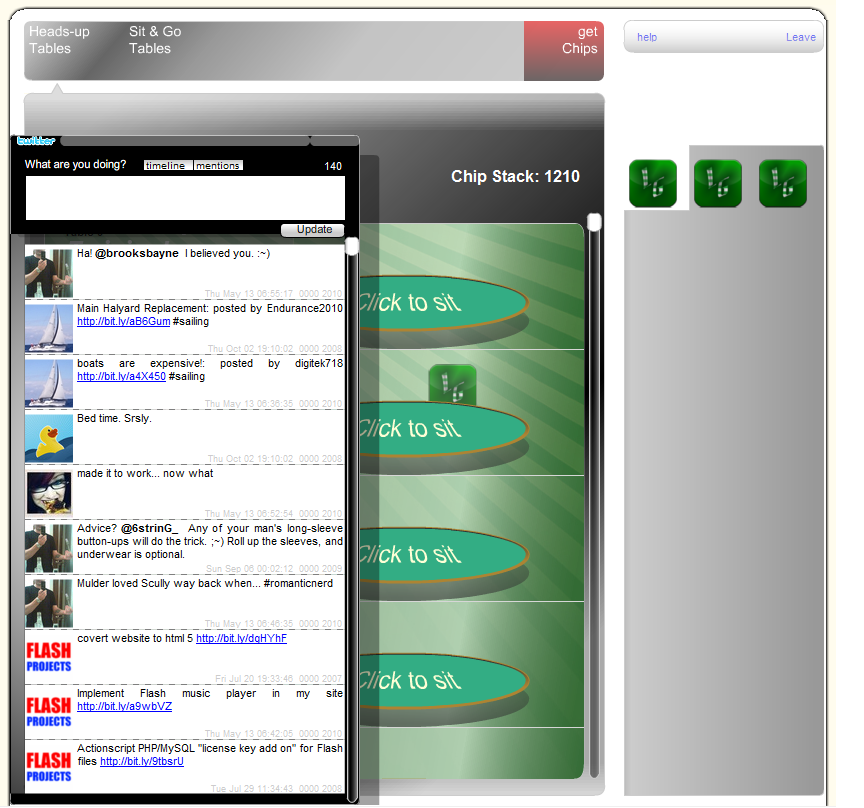 Heads-up
Tables
Sit & Go
Tables
get
Chips
help
Leave
twitter
What are you doing?
timeline
mentions
140
Update
Chip Stack: 1210
Ha! @brooksbayne I believed you. :~)
Thu May 13 06:55:17 0000 2010
Main Halyard Replacement: posted by Endurance2010
http://bit.ly/aB6Gum #sailing
Thu Oct 02 19:10:02 0000 2008
boats are expensive!: posted by digitek718
http://bit.ly/a4X450 #sailing
Thu May 13 06:36:35 0000 2010
Bed time. Srsly.
Thu Oct 02 19:10:02 0000 2008
made it to work... now what
Thu May 13 06:52:54 0000 2010
Advice? @6strinG_ Any of your man's long-sleeve
button-ups will do the trick. ;~) Roll up the sleeves, and
underwear is optional.
Sun Sep 06 00:02:12 0000 2009
Mulder loved Scully way back when... #romanticnerd
Thu May 13 06:46:35 0000 2010
FLASH
PROJECTS
covert website to html 5 http://bit.ly/dqHYhF
Fri Jul 20 19:33:46 0000 2007
FLASH
PROJECTS
Implement Flash music player in my site
http://bit.ly/a9wbVZ
Thu May 13 06:42:05 0000 2010
FLASH
PROJECTS
Actionscript PHP/MySQL "license key add on" for Flash
files http://bit.ly/9tbsrU
Tue Jul 29 11:34:43 0000 2008
Click to sit
Click to sit
Click to sit
Click to sit